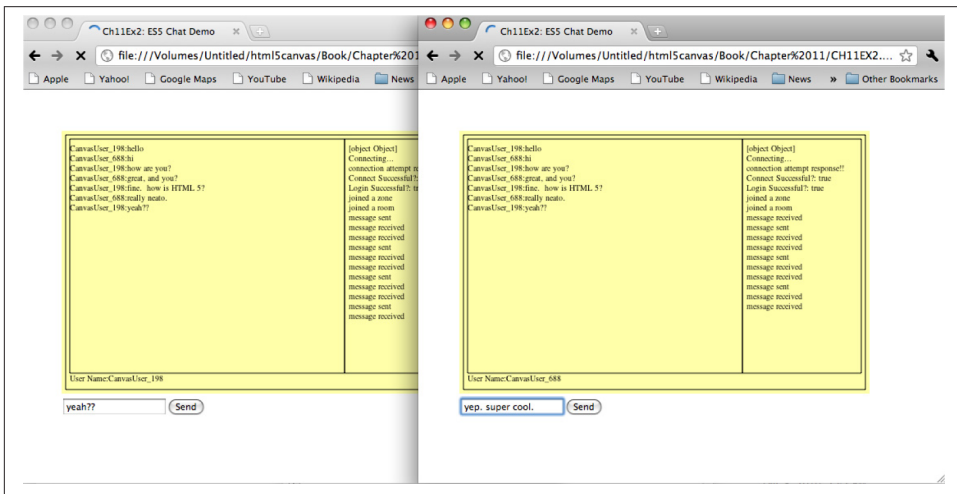 Ch11Ex2: ES5 Chat Demo
file:///Volumes/Untitled/html5canvas/Book/Chapter%201
Apple Yahoo! Google Maps YouTube Wikipedia News
CanvasUser_198:hello
CanvasUser_688:hi
CanvasUser_198:how are you?
CanvasUser_688:great, and you?
CanvasUser_198:fine. how is HTML 5?
CanvasUser_688:really neato.
CanvasUser_198:yeah??
[object Object]
Connecting...
connection attempt
Connect Successful?:
Login Successful?:
joined a zone
joined a room
message sent
message received
message received
message sent
message received
message received
message sent
message received
message received
message sent
message received
User Name:CanvasUser_198
yeah??
Send
Ch11Ex2: ES5 Chat Demo
file:///Volumes/Untitled/html5canvas/Book/Chapter%2011/CH11EX2....
Apple Yahoo! Google Maps YouTube Wikipedia News » Other Bookmarks
CanvasUser_198:hello
CanvasUser_688:hi
CanvasUser_198:how are you?
CanvasUser_688:great, and you?
CanvasUser_198:fine. how is HTML 5?
CanvasUser_688:really neato.
CanvasUser_198:yeah??
[object Object]
Connecting...
connection attempt response!!
Connect Successful?: true
Login Successful?: true
joined a zone
joined a room
message received
message received
message sent
message received
message received
message sent
message received
message received
message sent
message received
User Name:CanvasUser_688
yep. super cool.
Send